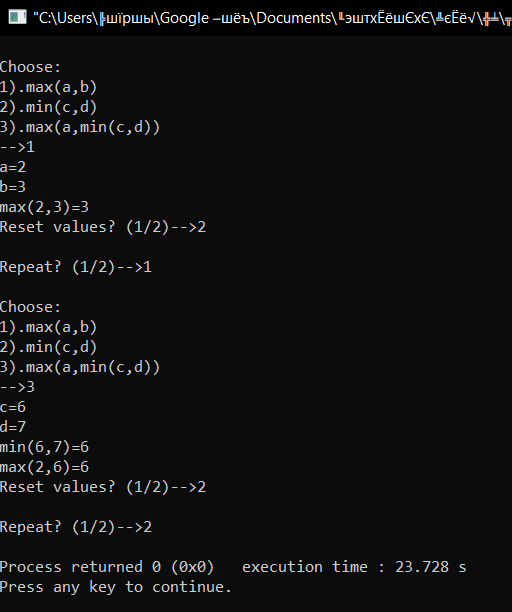 "C:\Users\╠шїршы\Google –шёъ\Documents\╙эштхЁёшЄхЄ\╩єЁё√\╬╧\╦
Choose:
1).max(a,b)
2).min(c,d)
3).max(a,min(c,d))
-->1
a=2
b=3
max(2,3)=3
Reset values? (1/2)-->2
Repeat? (1/2)-->1
Choose:
1).max(a,b)
2).min(c,d)
3).max(a,min(c,d))
-->3
c=6
d=7
min(6,7)=6
max(2,6)=6
Reset values? (1/2)-->2
Repeat? (1/2)-->2
Process returned 0 (0x0)   execution time : 23.728 s
Press any key to continue.